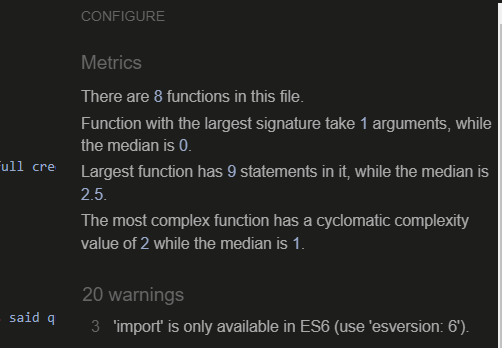 CONFIGURE
Metrics
There are 8 functions in this file.
Function with the largest signature take 1 arguments, while
the median is 0.
full cre
Largest function has 9 statements in it, while the median is
2.5.
The most complex function has a cyclomatic complexity
value of 2 while the median is 1.
20 warnings
said q
3 'import' is only available in ES6 (use 'esversion: 6').